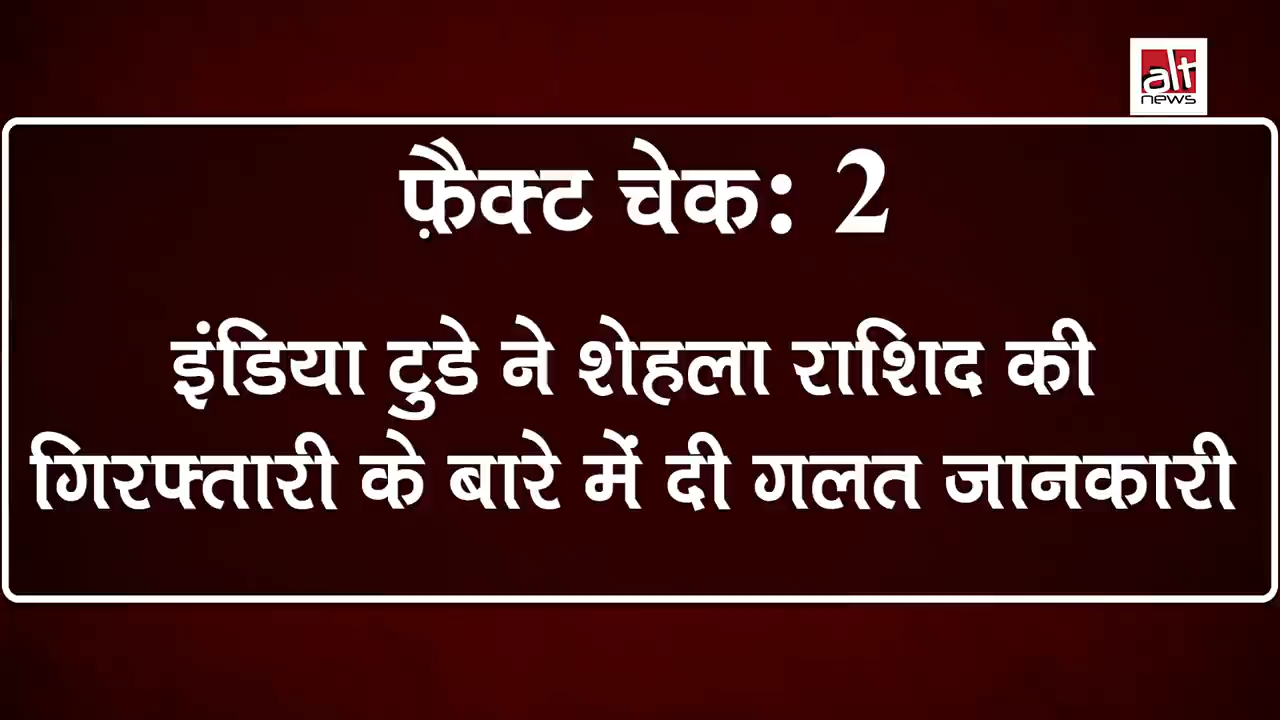 alt
news
फ़ैक्ट चेक: 2
इंडिया टुडे ने शेहला राशिद की
गिरफ्तारी के बारे में दी गलत जानकारी